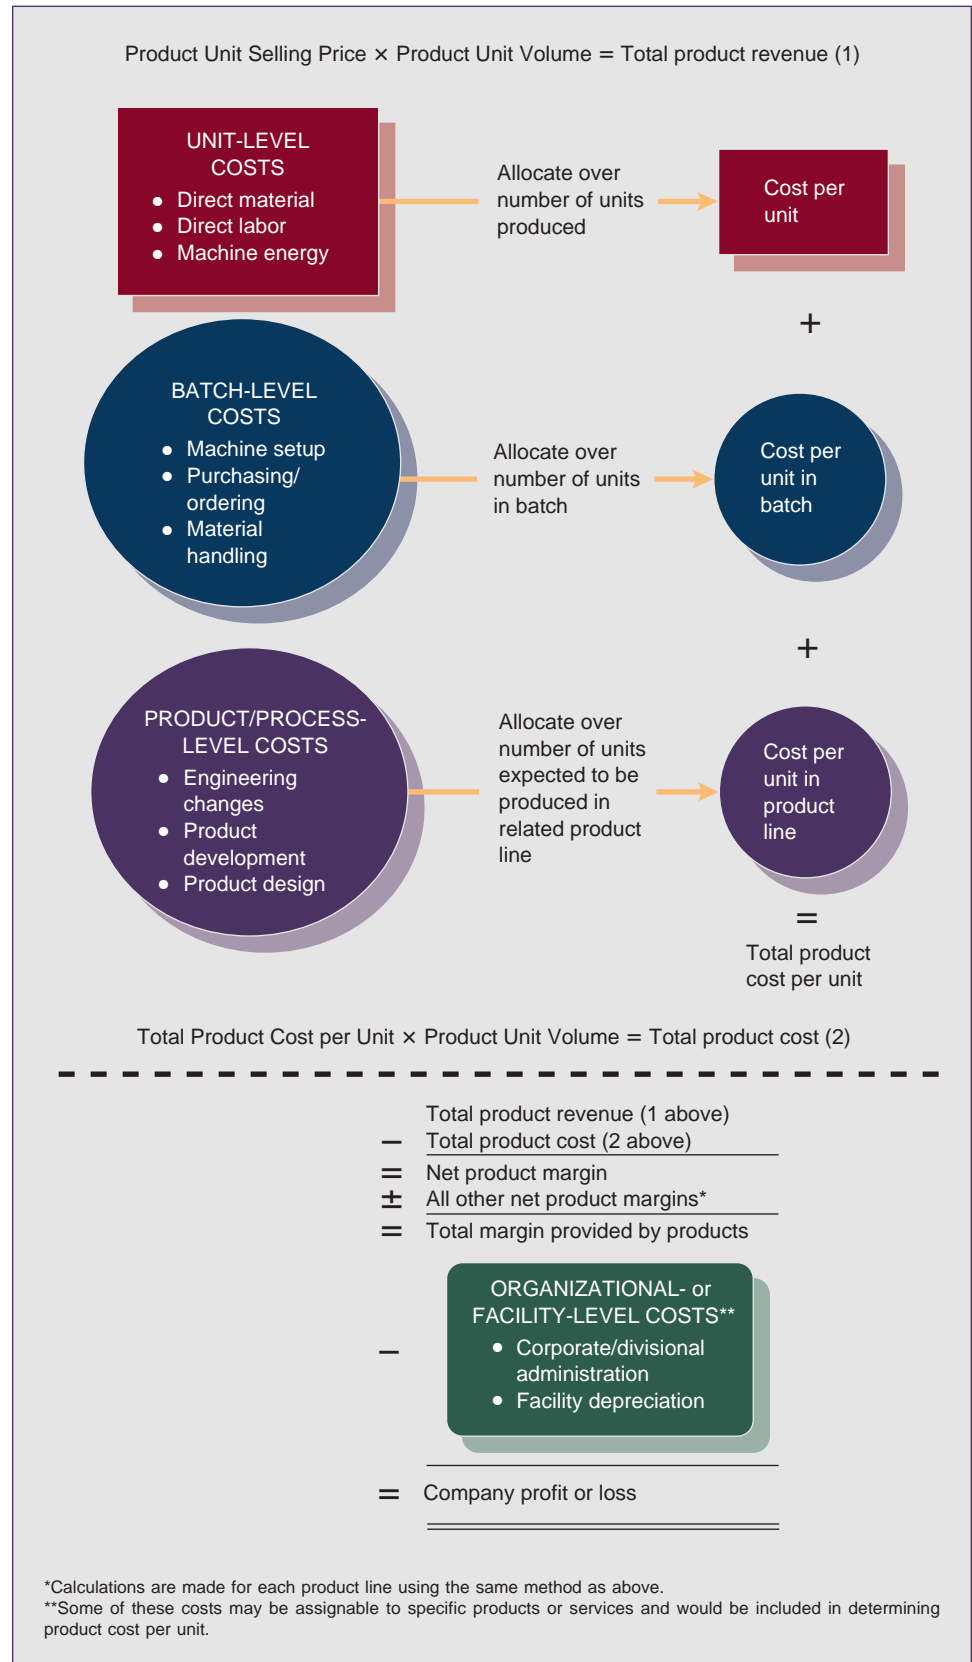 Product Unit Selling Price × Product Unit Volume = Total product revenue (1)
UNIT-LEVEL
COSTS
● Direct material
● Direct labor
● Machine energy
Allocate over
number of units
produced
Cost per
unit
+
BATCH-LEVEL
COSTS
● Machine setup
● Purchasing/
ordering
● Material
handling
Allocate over
number of units
in batch
Cost per
unit in
batch
+
PRODUCT/PROCESS-
LEVEL COSTS
● Engineering
changes
● Product
development
● Product design
Allocate over
number of units
expected to be
produced in
related product
line
Cost per
unit in
product
line
=
Total product
cost per unit
Total Product Cost per Unit × Product Unit Volume = Total product cost (2)
Total product revenue (1 above)
− Total product cost (2 above)
= Net product margin
± All other net product margins*
= Total margin provided by products
−
ORGANIZATIONAL- or
FACILITY-LEVEL COSTS**
● Corporate/divisional
administration
● Facility depreciation
= Company profit or loss
*Calculations are made for each product line using the same method as above.
**Some of these costs may be assignable to specific products or services and would be included in determining
product cost per unit.